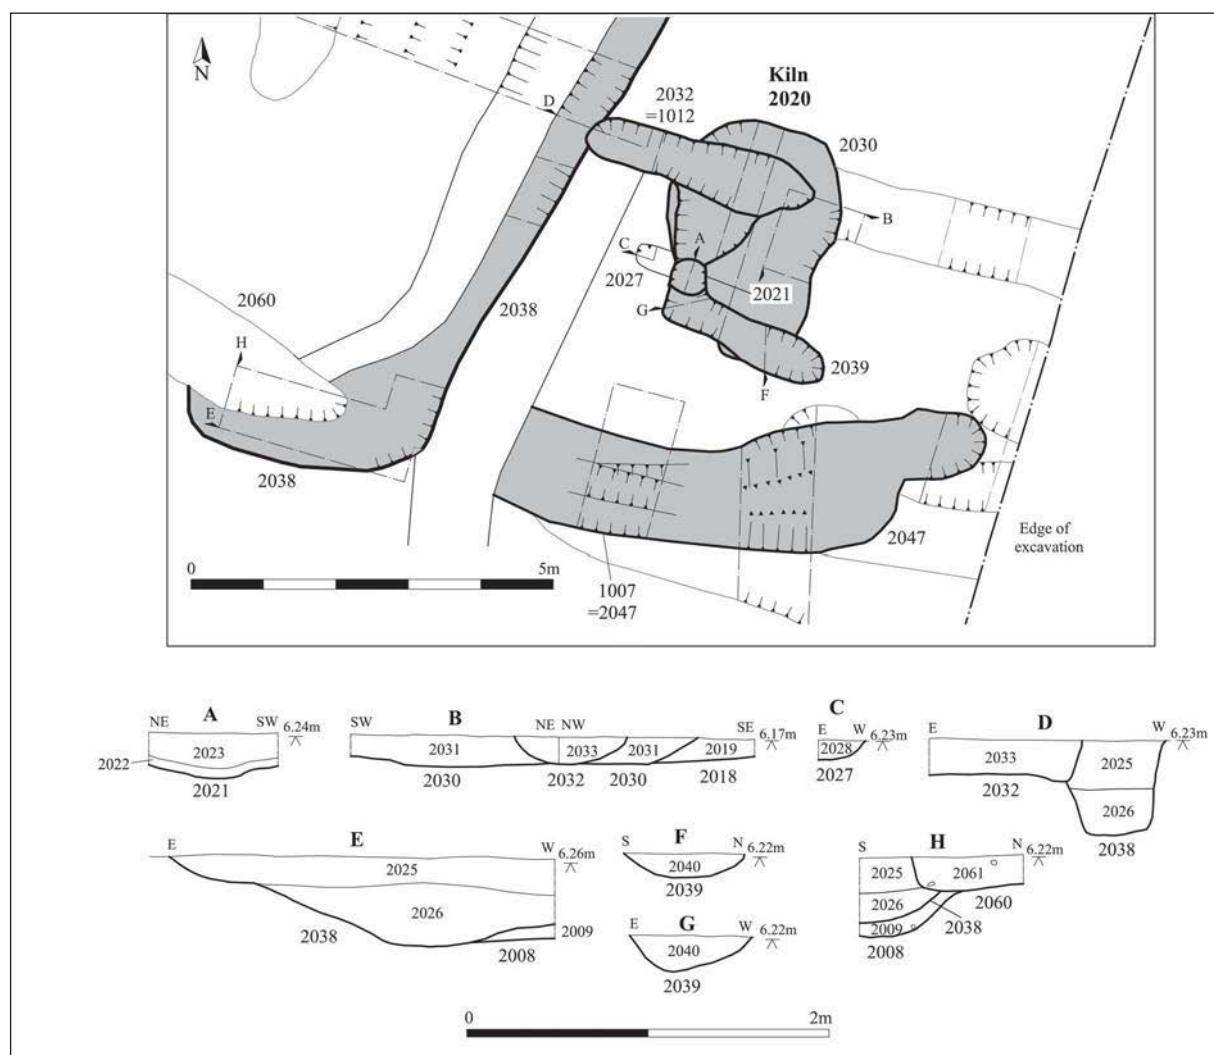 N
Kiln
2020
D
2032
=1012
2030
B
A
C
2027
2021
2060
2038
G
H
2039
F
E
2038
2047
Edge of
excavation
0 5m
1007
=2047
A
NE SW 6.24m
2023
2022
2021
B
SW NE NW SE 6.17m
2031 2033 2031 2019
2030 2032 2030 2018
C
E W 6.23m
2028
2027
D
E W 6.23m
2033 2025
2032
2026
2038
E
E W 6.26m
2025
2026
2038
2009
2008
F
S N 6.22m
2040
2039
G
E W 6.22m
2040
2039
H
S N 6.22m
2025 2061
2026 2060
2038
2009
2008
0 2m